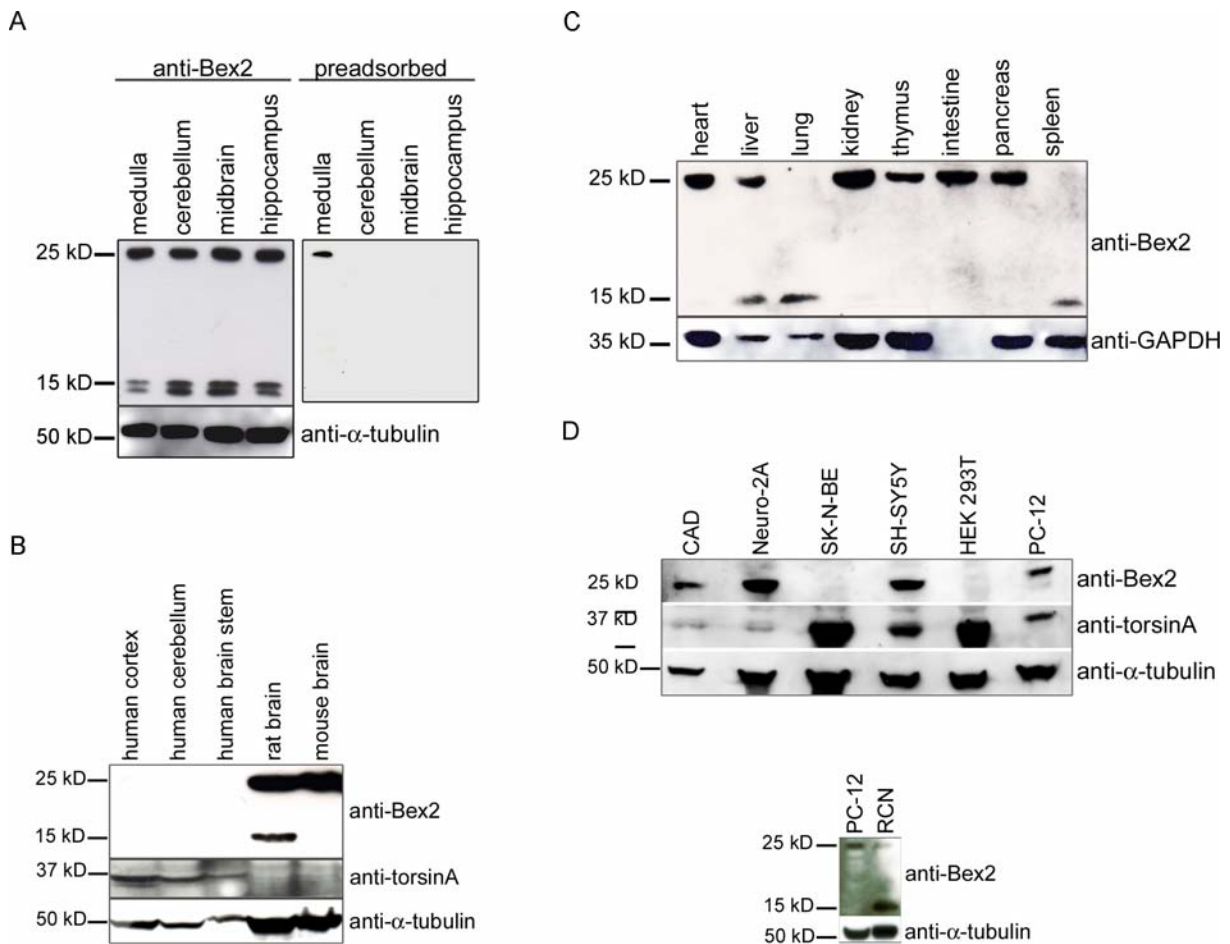 A
anti-Bex2 preadsorbed
medulla cerebellum midbrain hippocampus medulla cerebellum midbrain hippocampus
25 kD
15 kD
50 kD anti-α-tubulin
B
human cortex human cerebellum human brain stem rat brain mouse brain
25 kD
anti-Bex2
15 kD
37 kD anti-torsinA
50 kD anti-α-tubulin
C
heart liver lung kidney thymus intestine pancreas spleen
25 kD
anti-Bex2
15 kD
35 kD anti-GAPDH
D
CAD Neuro-2A SK-N-BE SH-SY5Y HEK 293T PC-12
25 kD anti-Bex2
37 kD anti-torsinA
50 kD anti-α-tubulin
PC-12 RCN
25 kD
anti-Bex2
15 kD
50 kD anti-α-tubulin